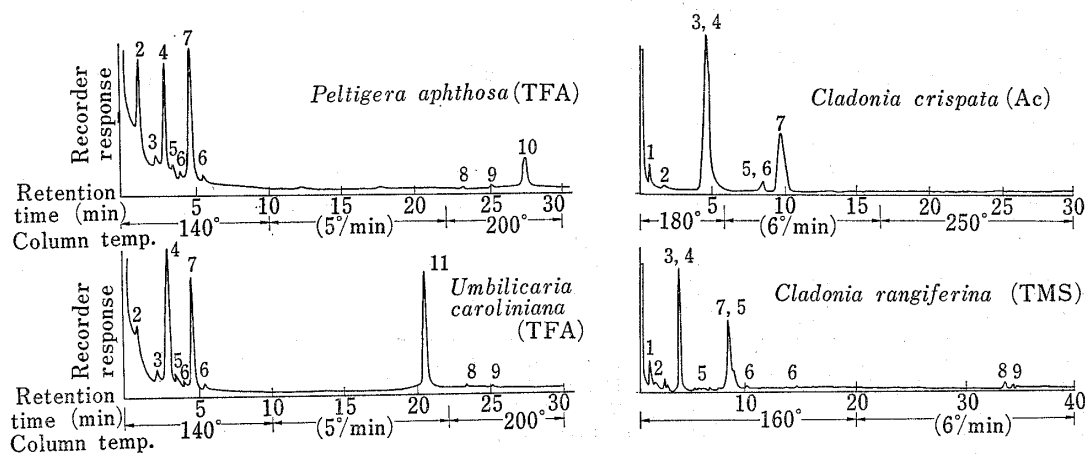 Recorder response
2
4
7
3
5
6
6
8
9
10
Peltigera aphthosa (TFA)
Retention time (min)
5 10 15 20 25 30
Column temp.
140° (5°/min) 200°
Recorder response
2
3
4
5
6
7
6
11
8
9
Umbilicaria caroliniana (TFA)
Retention time (min)
5 10 15 20 25 30
Column temp.
140° (5°/min) 200°
1
2
3, 4
5, 6
7
Cladonia crispata (Ac)
5 10 15 20 25 30
180° (6°/min) 250°
1
2
3, 4
5
7, 5
6
6
8 9
Cladonia rangiferina (TMS)
10 20 30 40
160° (6°/min)